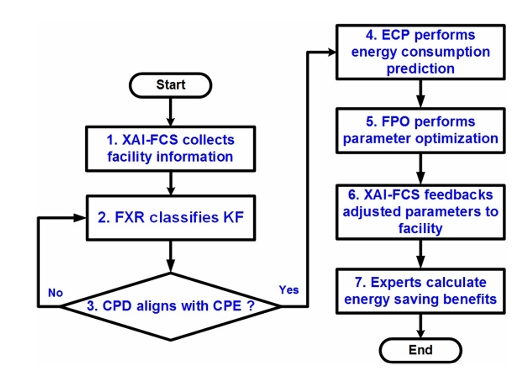 Start
1. XAI-FCS collects
facility information
2. FXR classifies KF
3. CPD aligns with CPE ?
No
Yes
4. ECP performs
energy consumption
prediction
5. FPO performs
parameter optimization
6. XAI-FCS feedbacks
adjusted parameters to
facility
7. Experts calculate
energy saving benefits
End